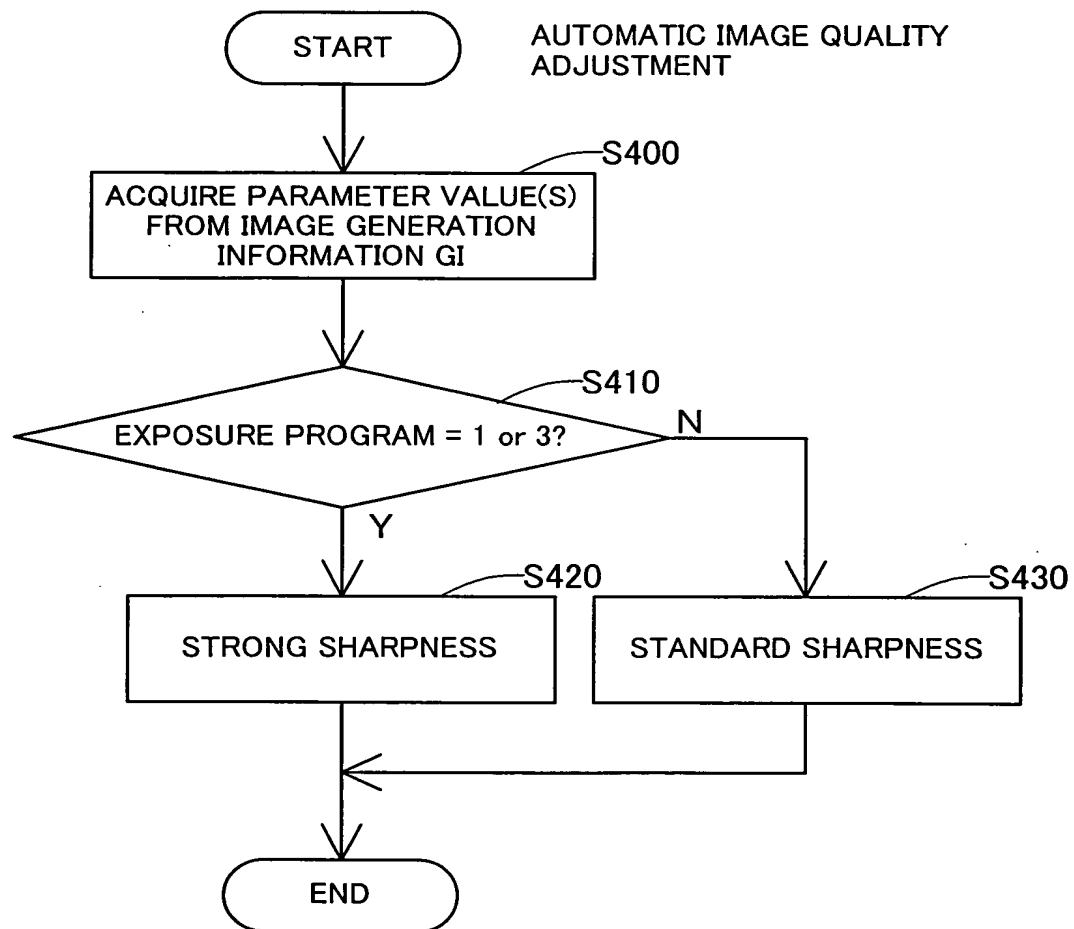 START
AUTOMATIC IMAGE QUALITY
ADJUSTMENT
S400
ACQUIRE PARAMETER VALUE(S)
FROM IMAGE GENERATION
INFORMATION GI
S410
EXPOSURE PROGRAM = 1 or 3?
N
Y
S420
STRONG SHARPNESS
S430
STANDARD SHARPNESS
END